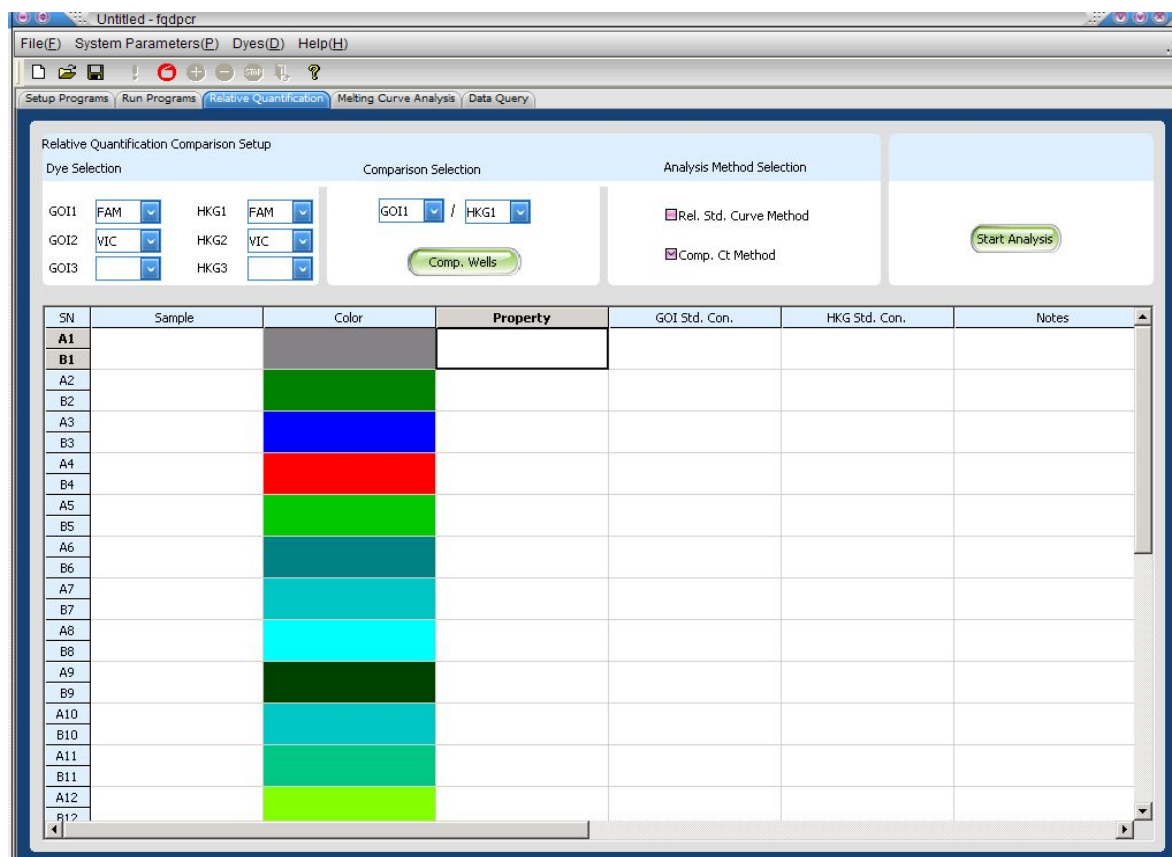 Untitled - fqdpcr
File(F) System Parameters(P) Dyes(D) Help(H)
STOP
Setup Programs Run Programs Relative Quantification Melting Curve Analysis Data Query
Relative Quantification Comparison Setup
Dye Selection Comparison Selection Analysis Method Selection
GOI1 FAM HKG1 FAM GOI1 / HKG1 Rel. Std. Curve Method
GOI2 VIC HKG2 VIC Start Analysis
GOI3 HKG3 Comp. Wells Comp. Ct Method
SN Sample Color Property GOI Std. Con. HKG Std. Con. Notes
A1
B1
A2
B2
A3
B3
A4
B4
A5
B5
A6
B6
A7
B7
A8
B8
A9
B9
A10
B10
A11
B11
A12
B12